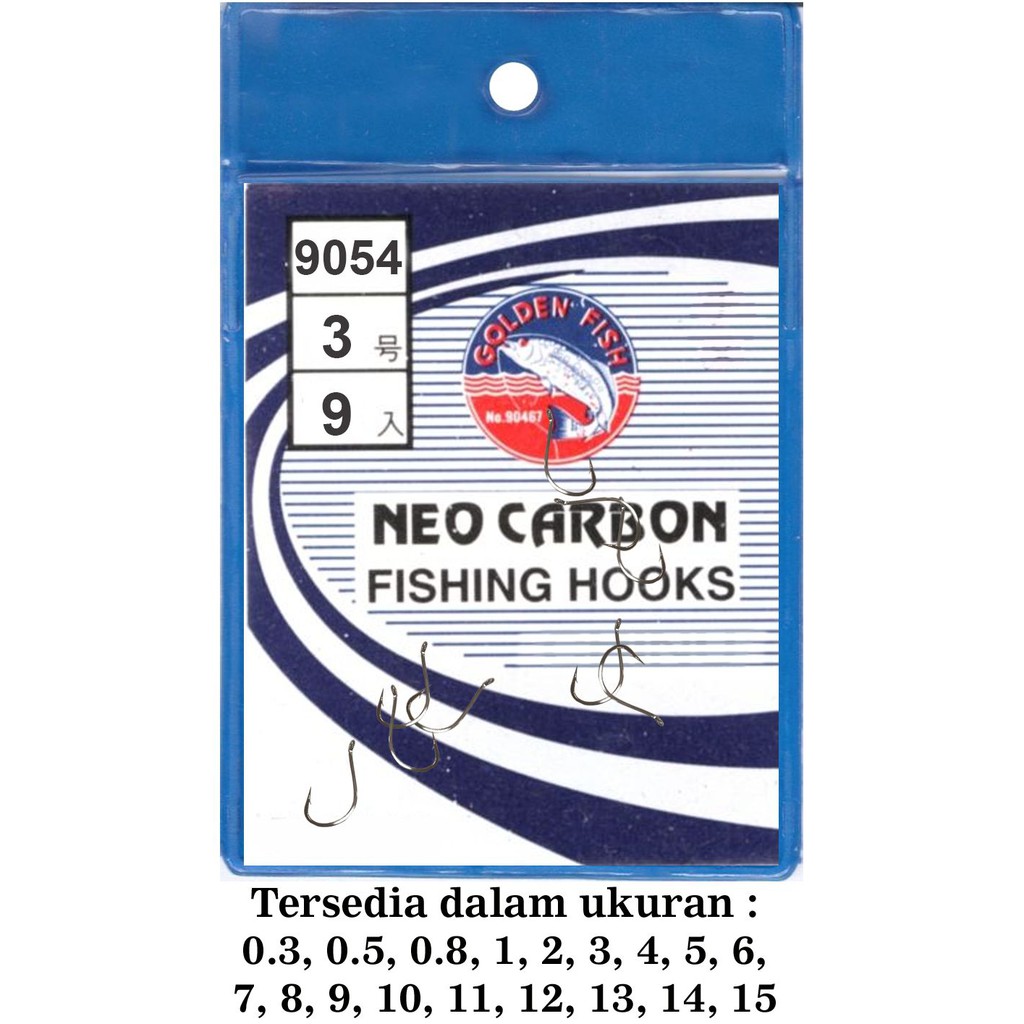 9054
3 号
9 入
GOLDEN FISH
No.90467
NEO CARBON
FISHING HOOKS
Tersedia dalam ukuran :
0.3, 0.5, 0.8, 1, 2, 3, 4, 5, 6,
7, 8, 9, 10, 11, 12, 13, 14, 15